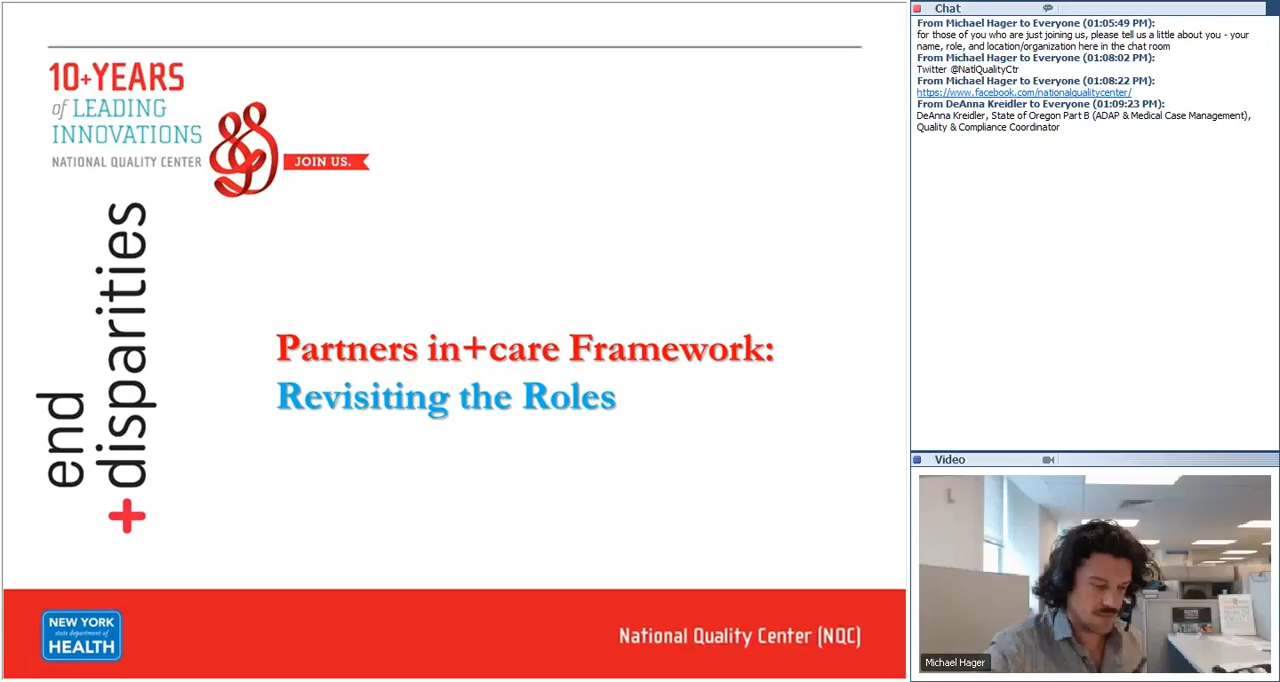 10+YEARS
of LEADING
INNOVATIONS
NATIONAL QUALITY CENTER
JOIN US.
end
+disparities
Partners in+care Framework:
Revisiting the Roles
NEW YORK
state department of
HEALTH
National Quality Center (NQC)
Chat
From Michael Hager to Everyone (01:05:49 PM):
for those of you who are just joining us, please tell us a little about you - your
name, role, and location/organization here in the chat room
From Michael Hager to Everyone (01:08:02 PM):
Twitter @NatlQualityCtr
From Michael Hager to Everyone (01:08:22 PM):
https://www.facebook.com/nationalqualitycenter/
From DeAnna Kreidler to Everyone (01:09:23 PM):
DeAnna Kreidler, State of Oregon Part B (ADAP & Medical Case Management),
Quality & Compliance Coordinator
Video
Michael Hager